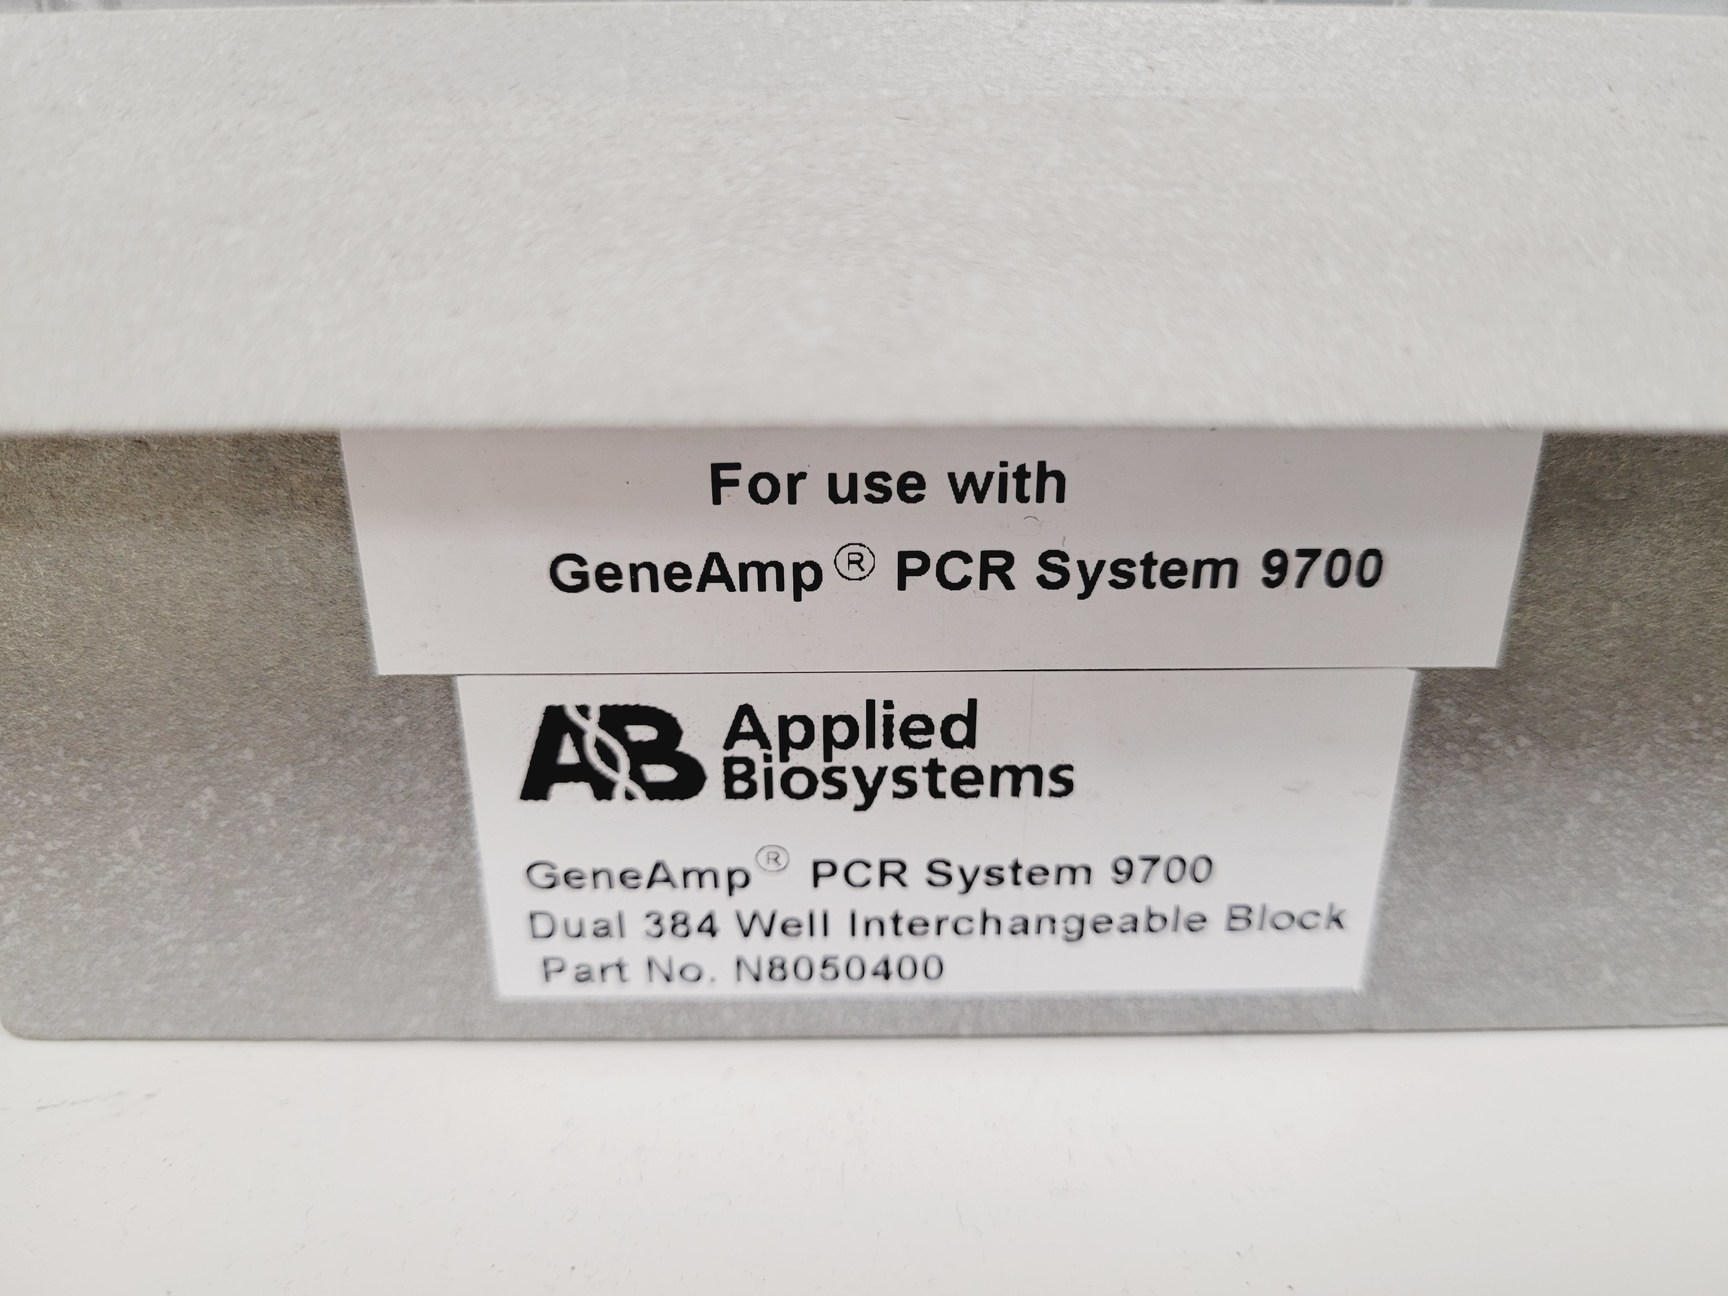 For use with
GeneAmp® PCR System 9700
AB Applied
Biosystems
GeneAmp® PCR System 9700
Dual 384 Well Interchangeable Block
Part No. N8050400